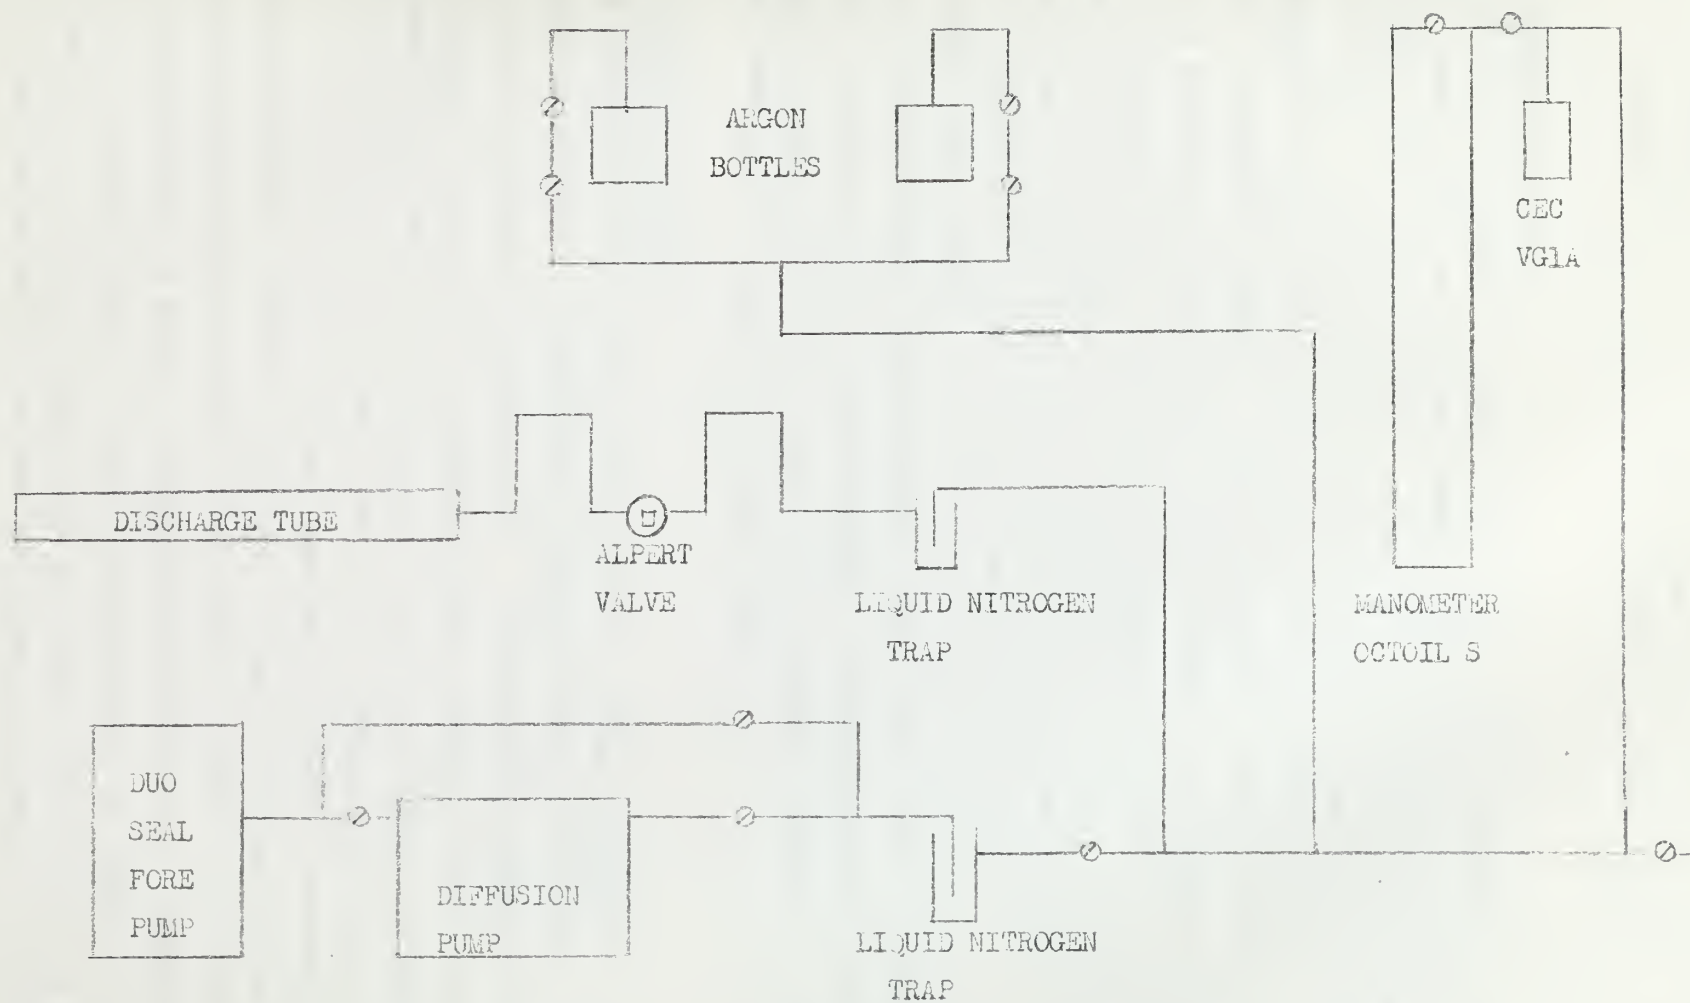 ARGON
BOTTLES
CEC
VG1A
DISCHARGE TUBE
ALPERT
VALVE
LIQUID NITROGEN
TRAP
MANOMETER
OCTOIL S
DUO
SEAL
FORE
PUMP
DIFFUSION
PUMP
LIQUID NITROGEN
TRAP